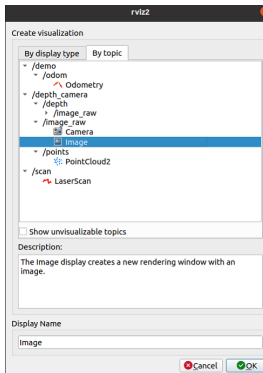 rviz2
Create visualization
By display type By topic
/demo
/odom
Odometry
/depth_camera
/depth
/image_raw
/image_raw
Camera
Image
/points
PointCloud2
/scan
LaserScan
Show unvisualizable topics
Description:
The Image display creates a new rendering window with an
image.
Display Name
Image
Cancel OK